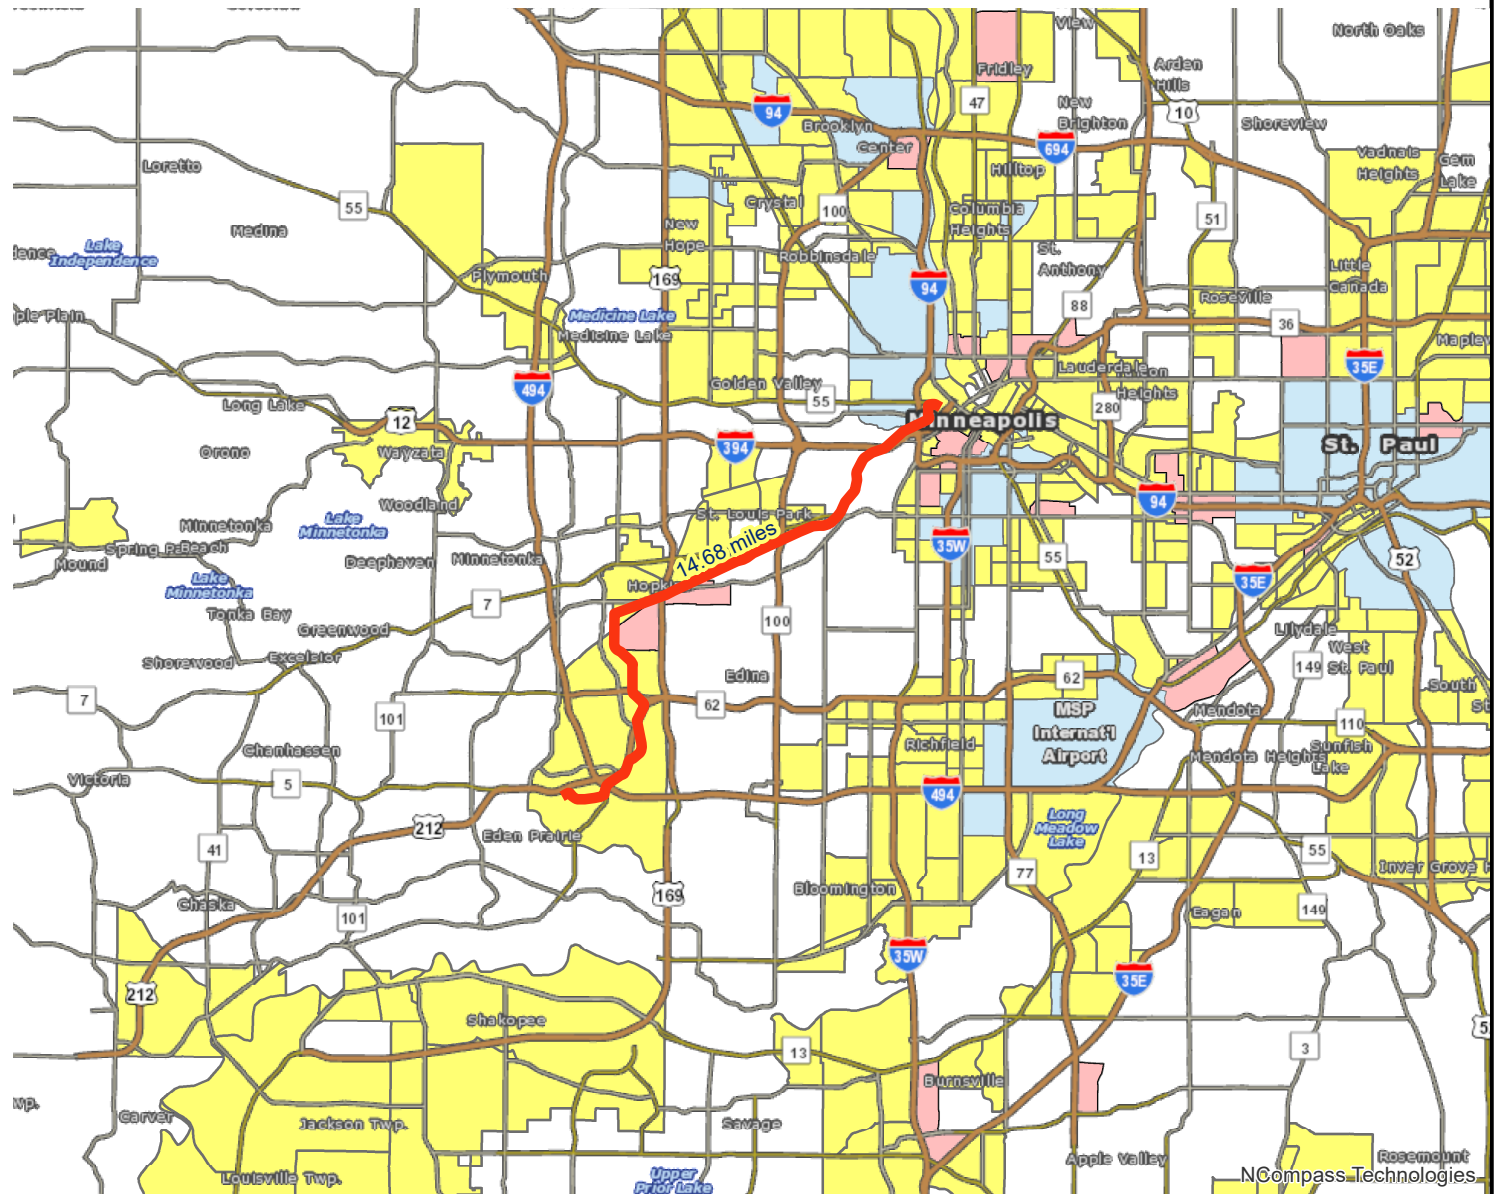 View
North Oaks
Fridley
Arden
Hills
94
47
New
Brighton
10
Shoreview
Brooklyn
Center
694
Vadnais
Heights
Gem
Lake
Loretto
Hilltop
55
Crystal
100
Columbia
Heights
51
Medina
New
Hope
Lake
Independence
St.
Anthony
Robbinsdale
Plymouth
169
94
Little
Canada
88
Roseville
36
Medicine Lake
Medicine Lake
35E
Lauderdale
Heights
Golden Valley
494
55
Long Lake
12
280
Minneapolis
St. Paul
Orono
Wayzata
394
Woodland
94
Lake
Minnetonka
Minnetonka
Beach
St. Louis Park
14.68 miles
35W
55
52
Mound
Deephaven
Minnetonka
Lake
Minnetonka
35E
Tonka Bay
7
Greenwood
100
Lilydale
Shorewood
Excelsior
149
West
St. Paul
Edina
62
7
62
South
101
MSP
Internat'l
Airport
Mendota
110
Chanhassen
Richfield
Mendota Heights
Sunfish
Lake
Victoria
5
494
212
Eden Prairie
Long
Meadow
Lake
41
13
55
77
169
Bloomington
Chaska
101
149
Eagan
35W
35E
212
Shakopee
13
3
Burnsville
Carver
Jackson Twp.
Savage
Louisville Twp.
Upper
Prior Lake
Apple Valley
Rosemount
NCompass Technologies